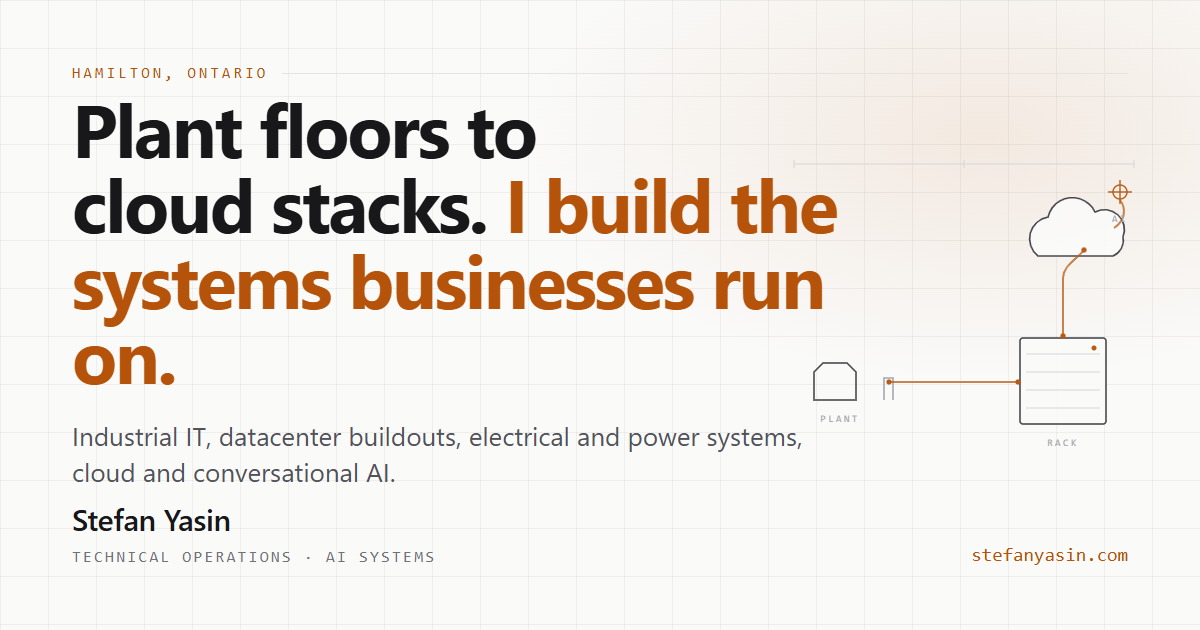 HAMILTON, ONTARIO
Plant floors to
cloud stacks. I build the
systems businesses run
on.
Industrial IT, datacenter buildouts, electrical and power systems,
cloud and conversational AI.
Stefan Yasin
TECHNICAL OPERATIONS · AI SYSTEMS
PLANT
RACK
stefanyasin.com